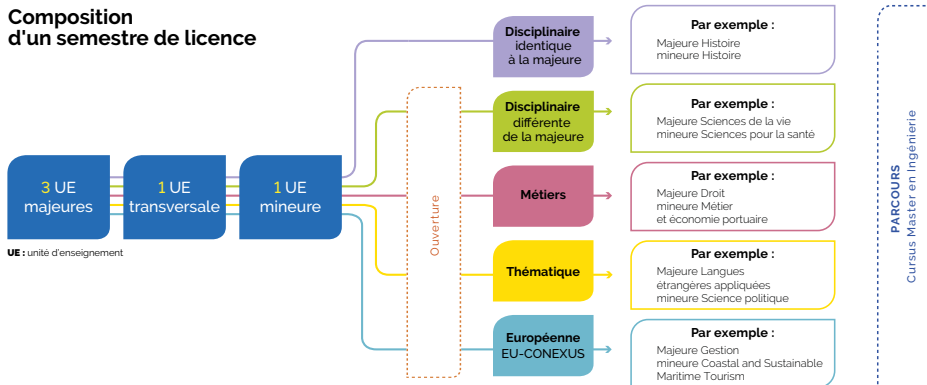 Composition
d'un semestre de licence
3 UE
majeures
1 UE
transversale
1 UE
mineure
UE : unité d'enseignement
Ouverture
Disciplinaire
identique
à la majeure
Par exemple :
Majeure Histoire
mineure Histoire
Disciplinaire
différente
de la majeure
Par exemple :
Majeure Sciences de la vie
mineure Sciences pour la santé
Métiers
Par exemple :
Majeure Droit
mineure Métier
et économie portuaire
Thématique
Par exemple :
Majeure Langues
étrangères appliquées
mineure Science politique
Européenne
EU-CONEXUS
Par exemple :
Majeure Gestion
mineure Coastal and Sustainable
Maritime Tourism
PARCOURS
Cursus Master en Ingénierie